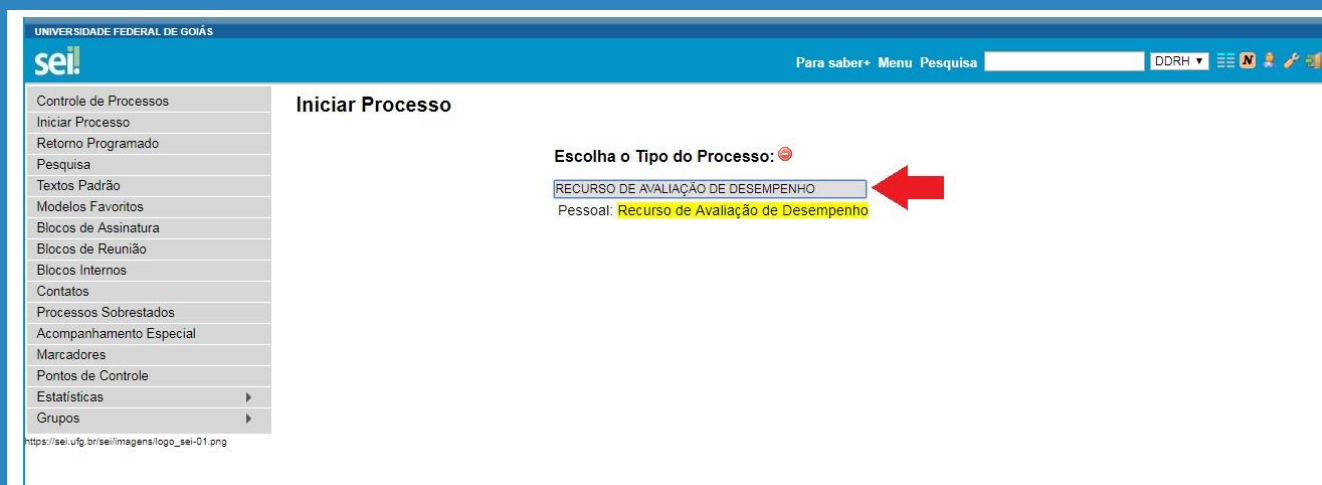 UNIVERSIDADE FEDERAL DE GOIÁS
sei!
Para saber+ Menu Pesquisa DDRH
Controle de Processos
Iniciar Processo
Retorno Programado
Pesquisa
Textos Padrão
Modelos Favoritos
Blocos de Assinatura
Blocos de Reunião
Blocos Internos
Contatos
Processos Sobrestados
Acompanhamento Especial
Marcadores
Pontos de Controle
Estatísticas
Grupos
https://sei.ufg.br/sei/imagens/logo_sei-01.png
Iniciar Processo
Escolha o Tipo do Processo:
RECURSO DE AVALIAÇÃO DE DESEMPENHO
Pessoal: Recurso de Avaliação de Desempenho